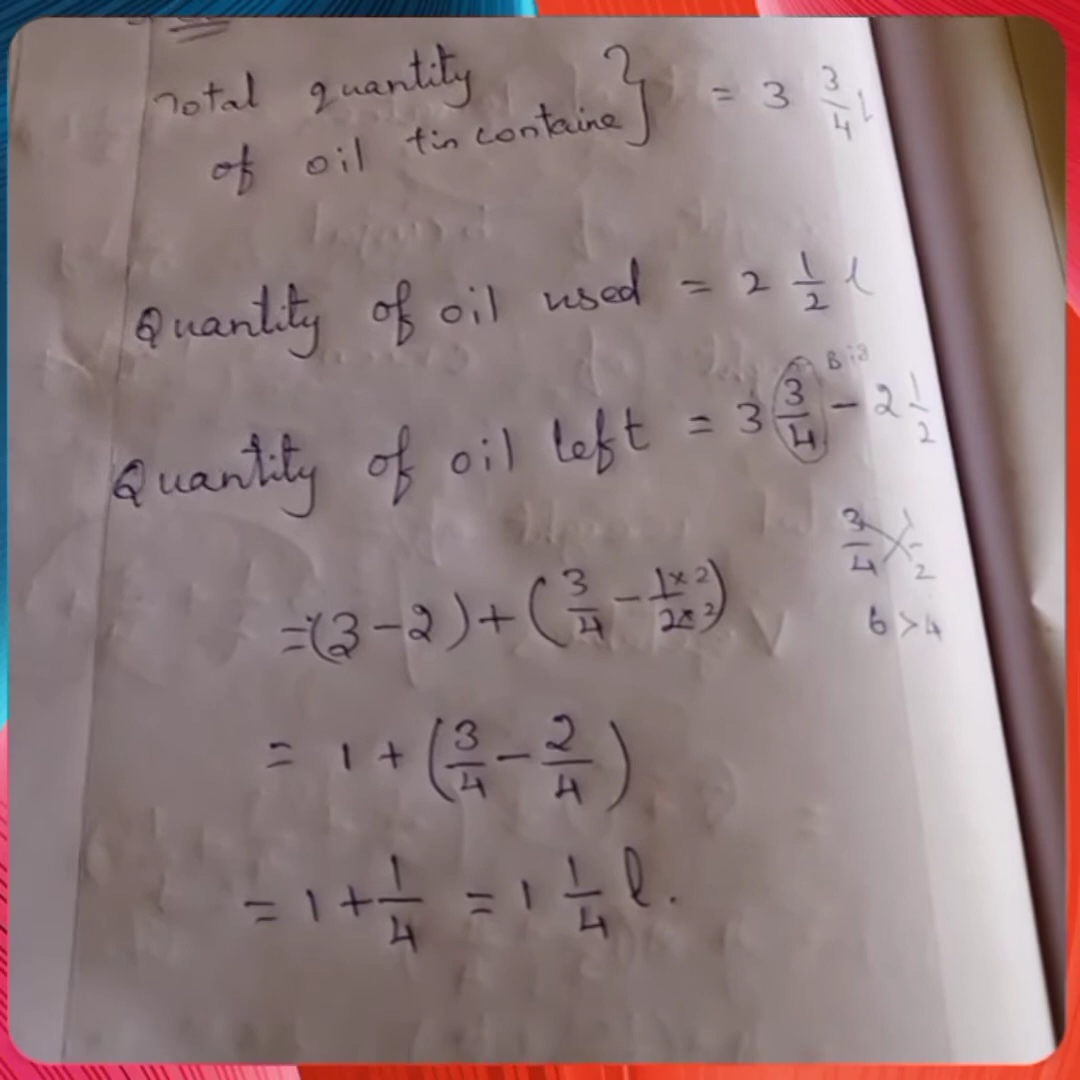 Total quantity
of oil tin containe } = 3 3/4 l
Quantity of oil used = 2 1/2 l
Quantity of oil left = 3 3/4 - 2 1/2
3/4 1/2
6 > 4
= (3 - 2) + (3/4 - 1×2/2×2)
= 1 + (3/4 - 2/4)
= 1 + 1/4 = 1 1/4 l.